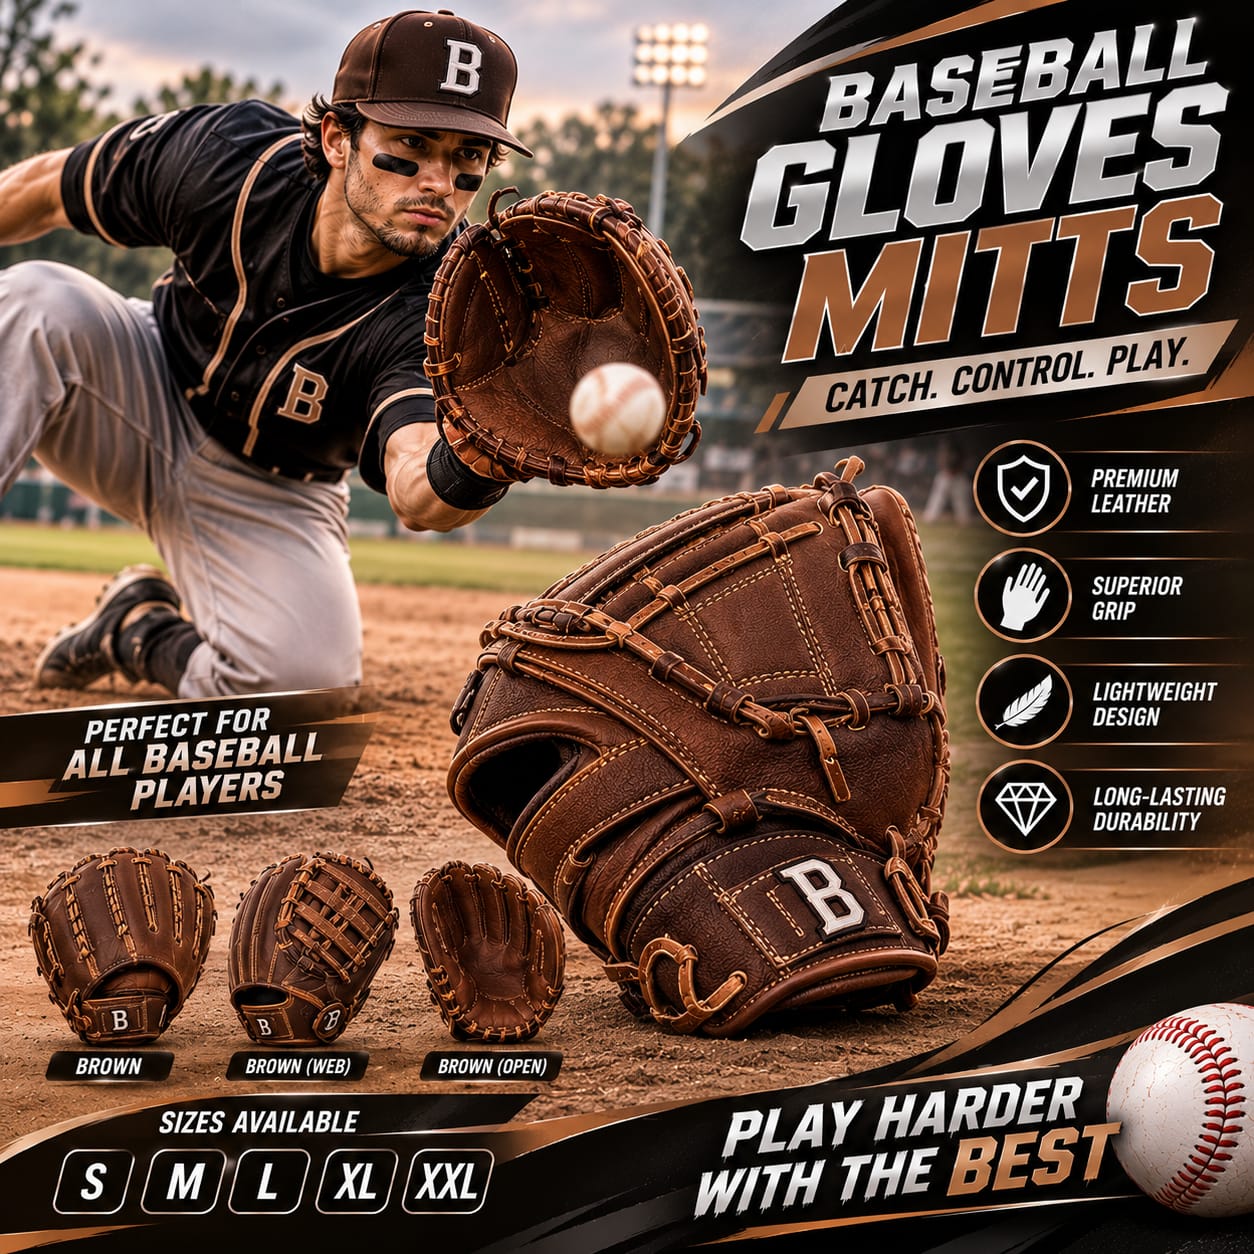 BASEBALL
GLOVES
MITTS
CATCH. CONTROL. PLAY.
B
B
PREMIUM
LEATHER
SUPERIOR
GRIP
LIGHTWEIGHT
DESIGN
LONG-LASTING
DURABILITY
PERFECT FOR
ALL BASEBALL
PLAYERS
B
B
B
B
BROWN
BROWN (WEB)
BROWN (OPEN)
SIZES AVAILABLE
S M L XL XXL
PLAY HARDER
WITH THE BEST